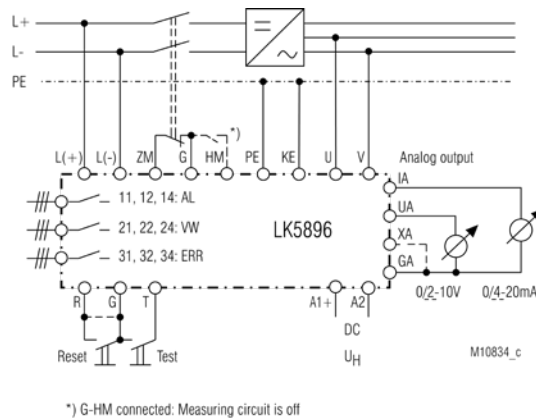 L+
L-
PE
*)
L(+) L(-) ZM G HM PE KE U V Analog output
IA
11, 12, 14: AL
UA
21, 22, 24: VW
LK5896
XA
31, 32, 34: ERR
GA
0/2-10V 0/4-20mA
R G T A1+ A2
DC
Reset Test
UH
M10834_c
*) G-HM connected: Measuring circuit is off